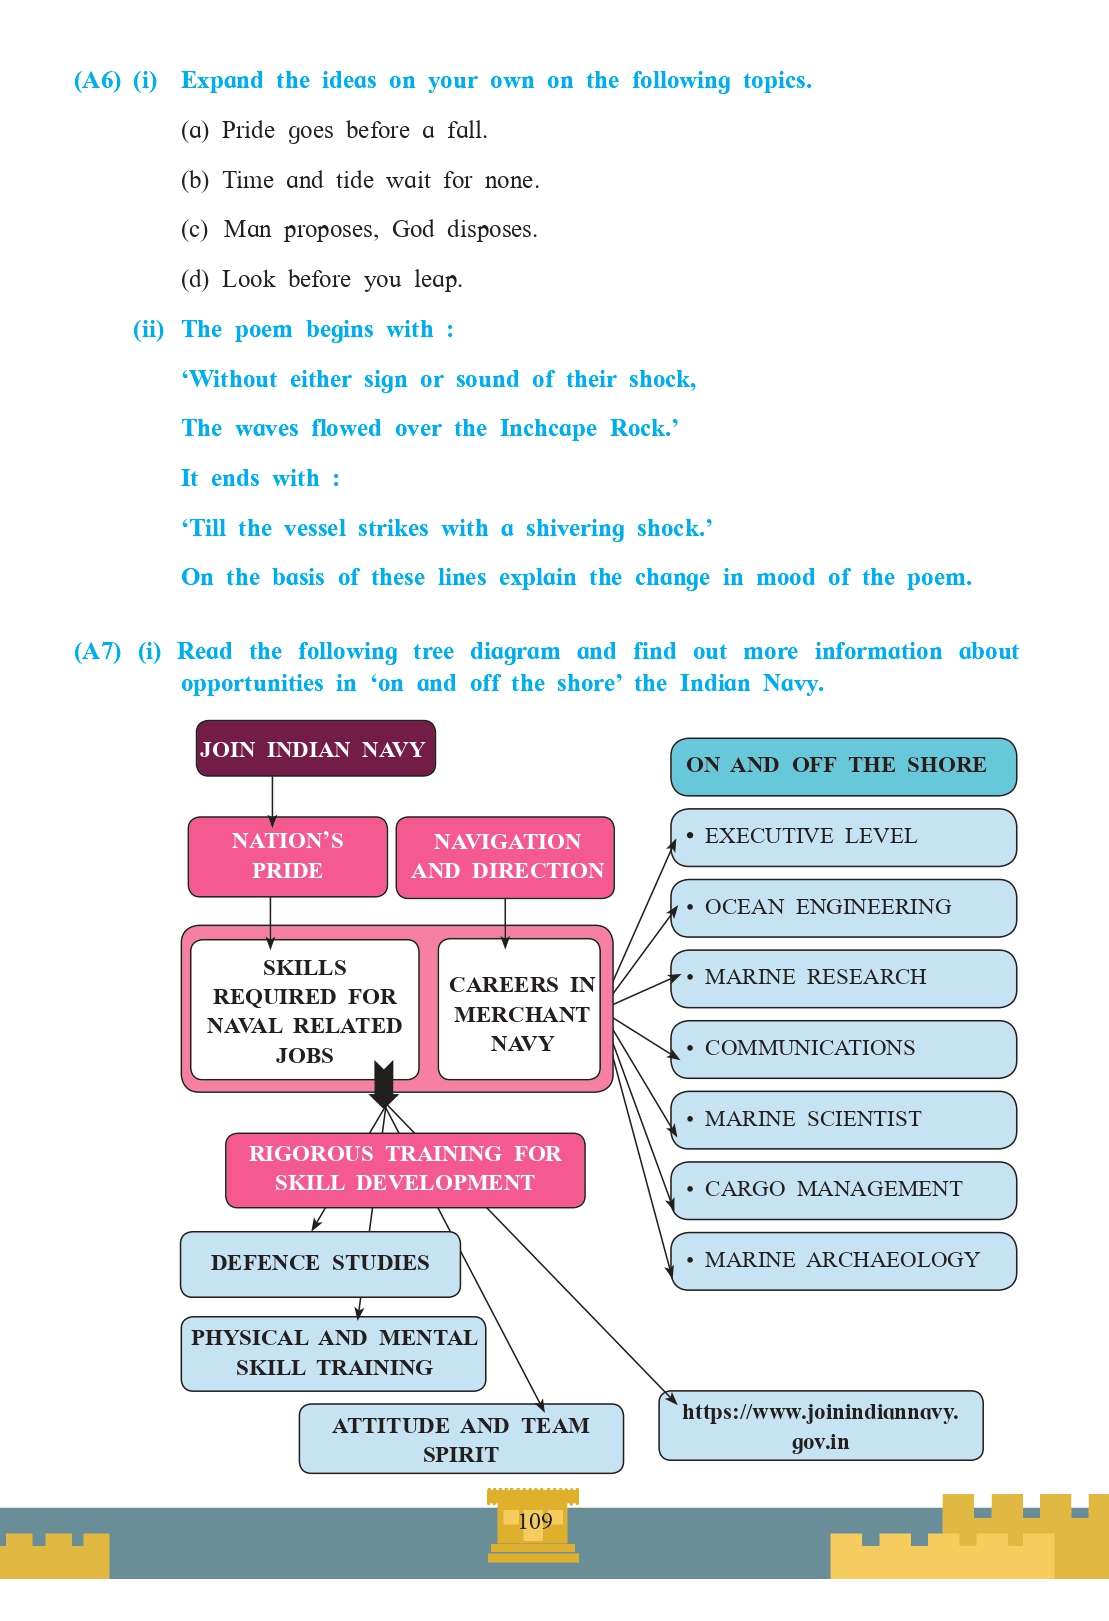 (A6) (i) Expand the ideas on your own on the following topics.
(a) Pride goes before a fall.
(b) Time and tide wait for none.
(c) Man proposes, God disposes.
(d) Look before you leap.
(ii) The poem begins with :
‘Without either sign or sound of their shock,
The waves flowed over the Inchcape Rock.’
It ends with :
‘Till the vessel strikes with a shivering shock.’
On the basis of these lines explain the change in mood of the poem.
(A7) (i) Read the following tree diagram and find out more information about
opportunities in ‘on and off the shore’ the Indian Navy.
JOIN INDIAN NAVY
NATION’S
PRIDE
NAVIGATION
AND DIRECTION
SKILLS
REQUIRED FOR
NAVAL RELATED
JOBS
CAREERS IN
MERCHANT
NAVY
ON AND OFF THE SHORE
• EXECUTIVE LEVEL
• OCEAN ENGINEERING
• MARINE RESEARCH
• COMMUNICATIONS
• MARINE SCIENTIST
• CARGO MANAGEMENT
• MARINE ARCHAEOLOGY
RIGOROUS TRAINING FOR
SKILL DEVELOPMENT
DEFENCE STUDIES
PHYSICAL AND MENTAL
SKILL TRAINING
ATTITUDE AND TEAM
SPIRIT
https://www.joinindiannavy.
gov.in
109